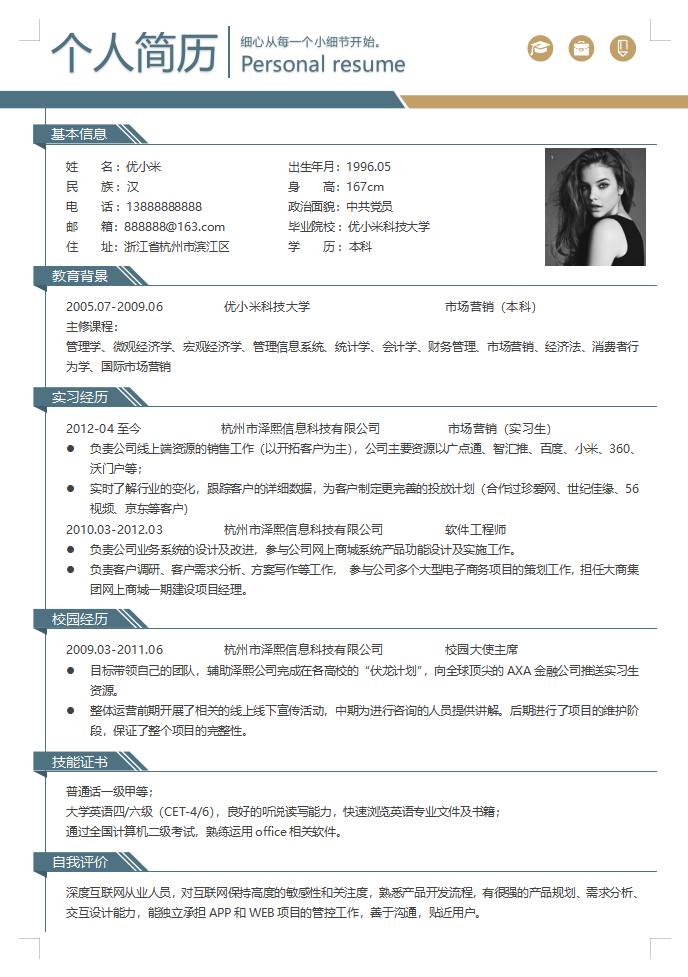 个人简历
细心从每一个小细节开始。
Personal resume
基本信息
姓 名：优小米 出生年月：1996.05
民 族：汉 身 高：167cm
电 话：13888888888 政治面貌：中共党员
邮 箱：888888@163.com 毕业院校：优小米科技大学
住 址：浙江省杭州市滨江区 学 历：本科
教育背景
2005.07-2009.06 优小米科技大学 市场营销（本科）
主修课程：
管理学、微观经济学、宏观经济学、管理信息系统、统计学、会计学、财务管理、市场营销、经济法、消费者行
为学、国际市场营销
实习经历
2012-04 至今 杭州市泽熙信息科技有限公司 市场营销（实习生）
● 负责公司线上端资源的销售工作（以开拓客户为主），公司主要资源以广点通、智汇推、百度、小米、360、
沃门户等；
● 实时了解行业的变化，跟踪客户的详细数据，为客户制定更完善的投放计划（合作过珍爱网、世纪佳缘、56
视频、京东等客户）
2010.03-2012.03 杭州市泽熙信息科技有限公司 软件工程师
● 负责公司业务系统的设计及改进，参与公司网上商城系统产品功能设计及实施工作。
● 负责客户调研、客户需求分析、方案写作等工作， 参与公司多个大型电子商务项目的策划工作，担任大商集
团网上商城一期建设项目经理。
校园经历
2009.03-2011.06 杭州市泽熙信息科技有限公司 校园大使主席
● 目标带领自己的团队，辅助泽熙公司完成在各高校的“伏龙计划”，向全球顶尖的 AXA 金融公司推送实习生
资源。
● 整体运营前期开展了相关的线上线下宣传活动，中期为进行咨询的人员提供讲解。后期进行了项目的维护阶
段，保证了整个项目的完整性。
技能证书
普通话一级甲等；
大学英语四/六级（CET-4/6），良好的听说读写能力，快速浏览英语专业文件及书籍；
通过全国计算机二级考试，熟练运用 office 相关软件。
自我评价
深度互联网从业人员，对互联网保持高度的敏感性和关注度，熟悉产品开发流程，有很强的产品规划、需求分析、
交互设计能力，能独立承担 APP 和 WEB 项目的管控工作，善于沟通，贴近用户。